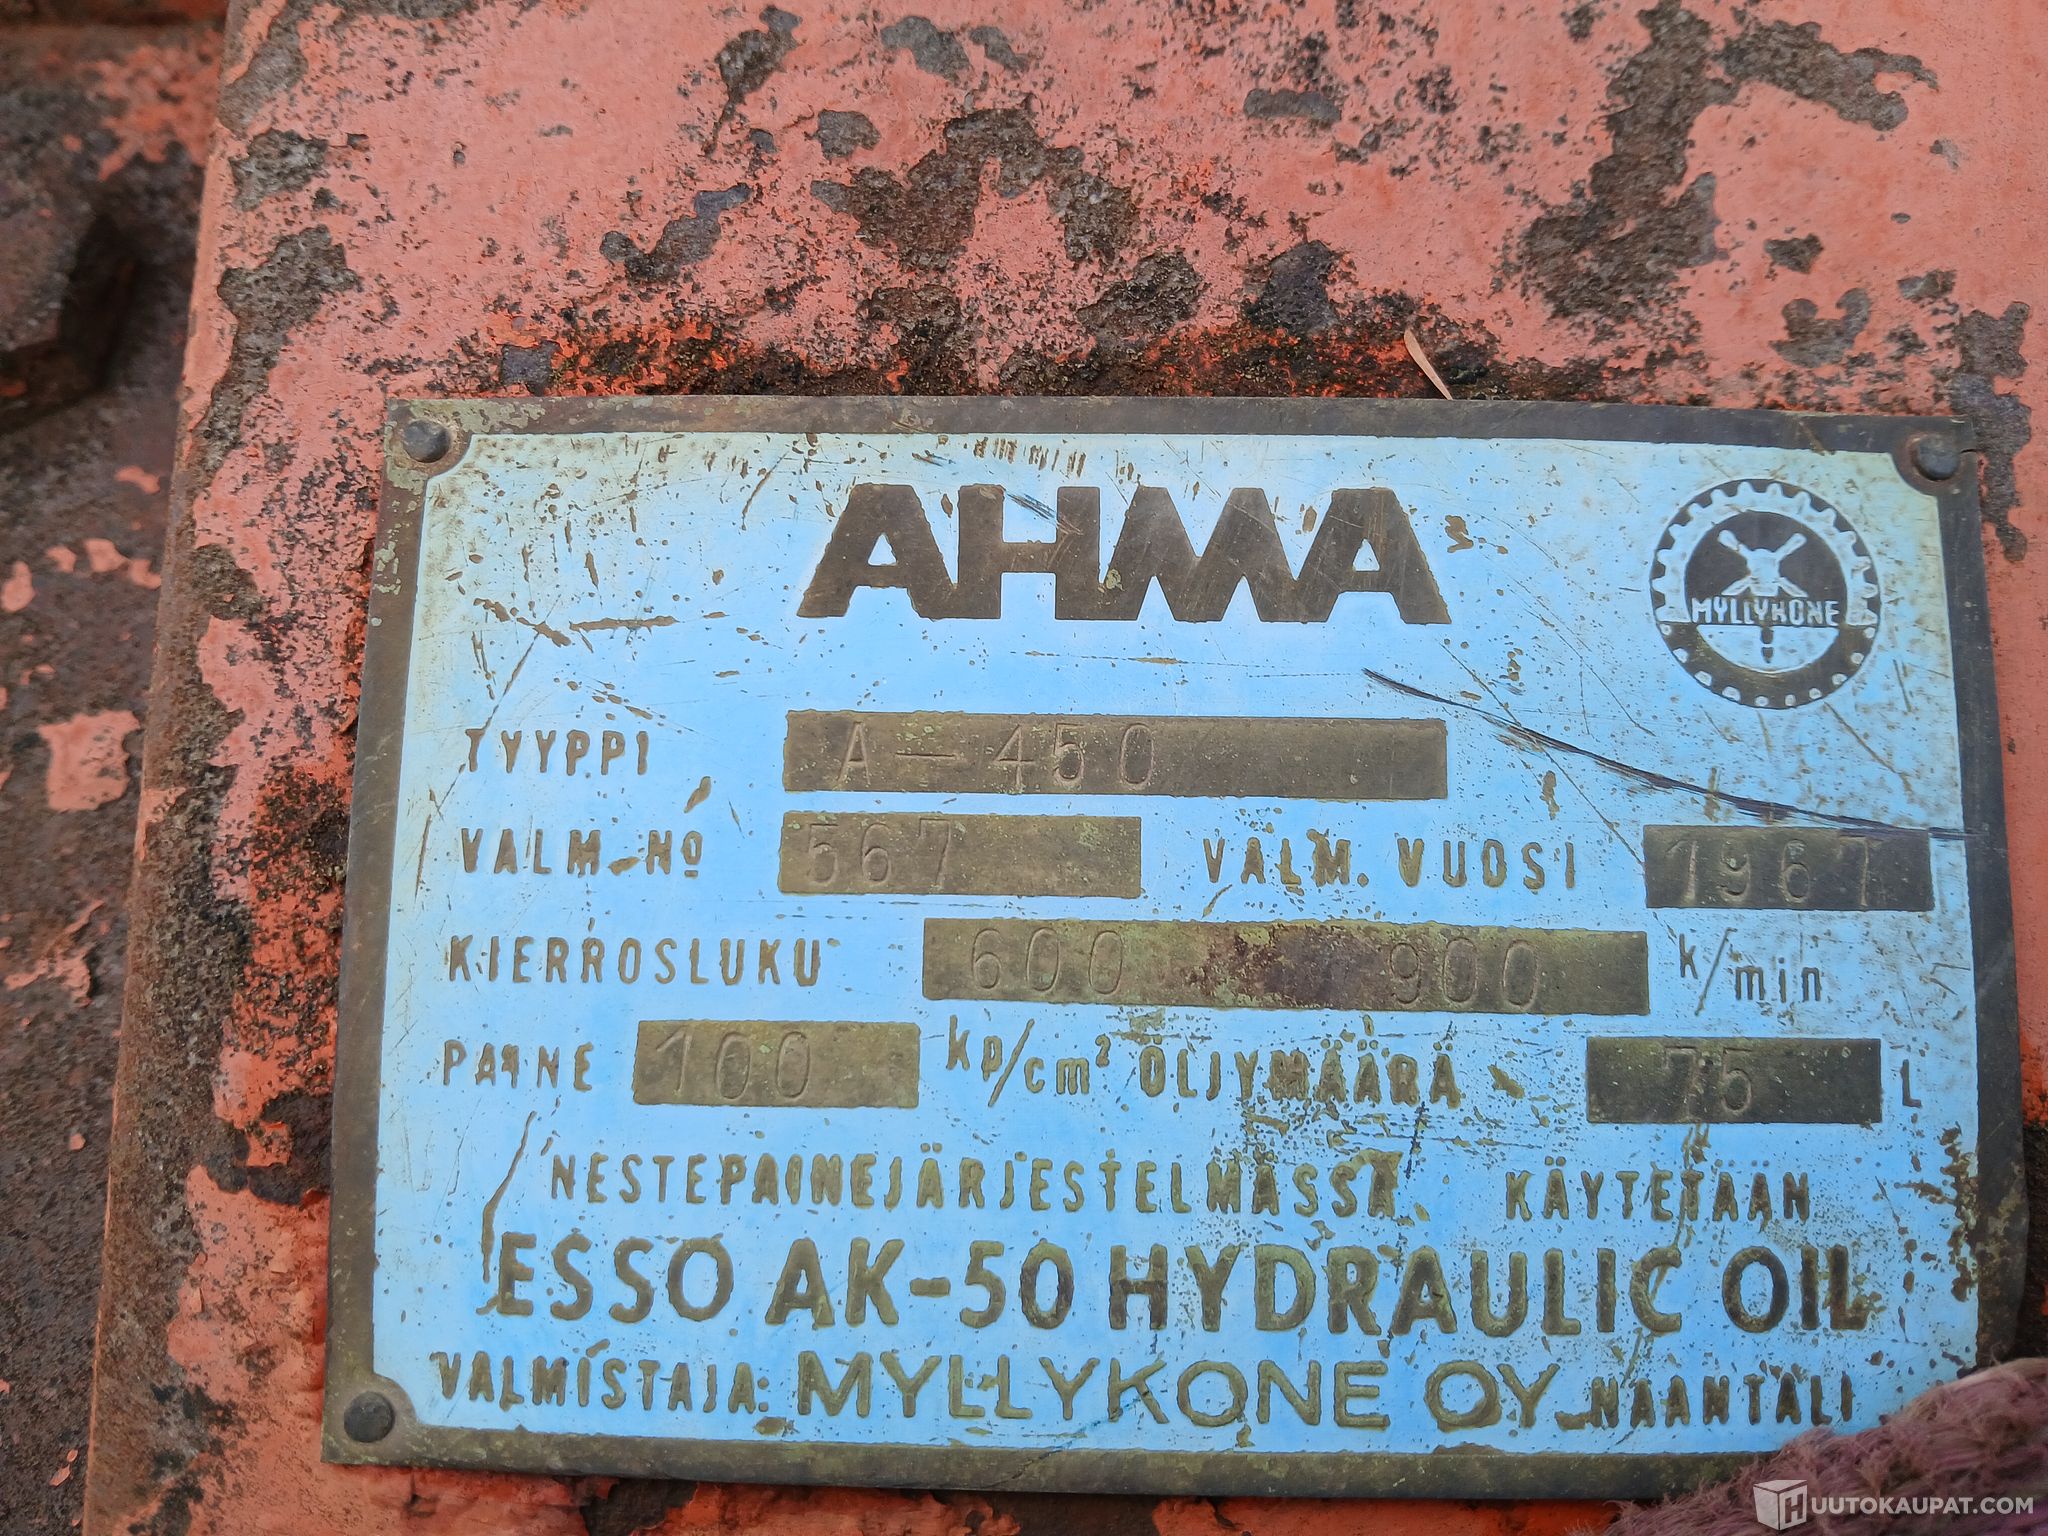 AHMA
MYLLYKONE
TYYPPI A-450
VALM. No 567 VALM. VUOSI 1967
KIERROSLUKU 600 900 k/min
PAINE 100 kp/cm² ÖLJYMÄÄRÄ 75 L
NESTEPAINEJÄRJESTELMÄSSÄ KÄYTETÄÄN
ESSO AK-50 HYDRAULIC OIL
VALMISTAJA: MYLLYKONE OY NAANTALI
HUUTOKAUPAT.COM